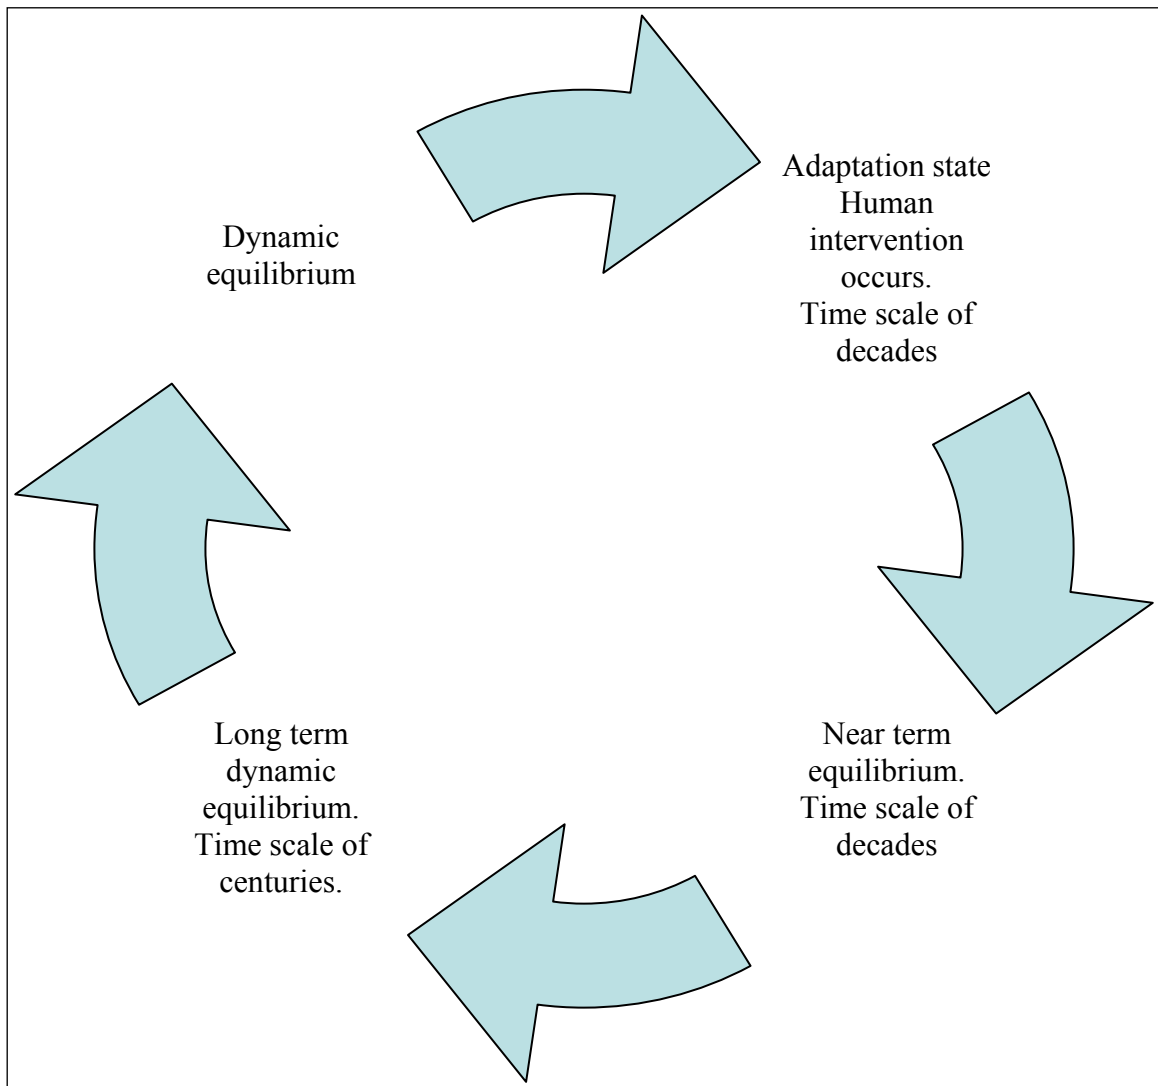 Dynamic
equilibrium
Adaptation state
Human
intervention
occurs.
Time scale of
decades
Near term
equilibrium.
Time scale of
decades
Long term
dynamic
equilibrium.
Time scale of
centuries.